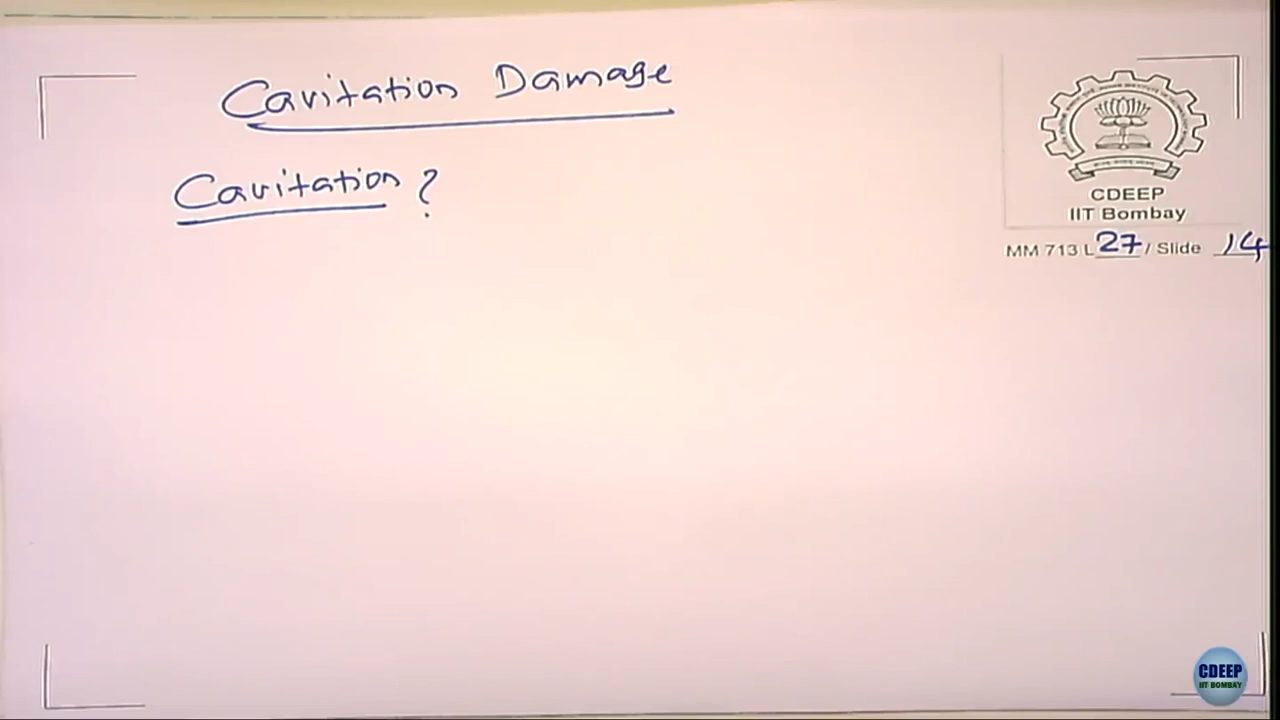 Cavitation Damage
Cavitation ?
CDEEP
IIT Bombay
MM 713 L 27 / Slide 14
CDEEP
IIT BOMBAY